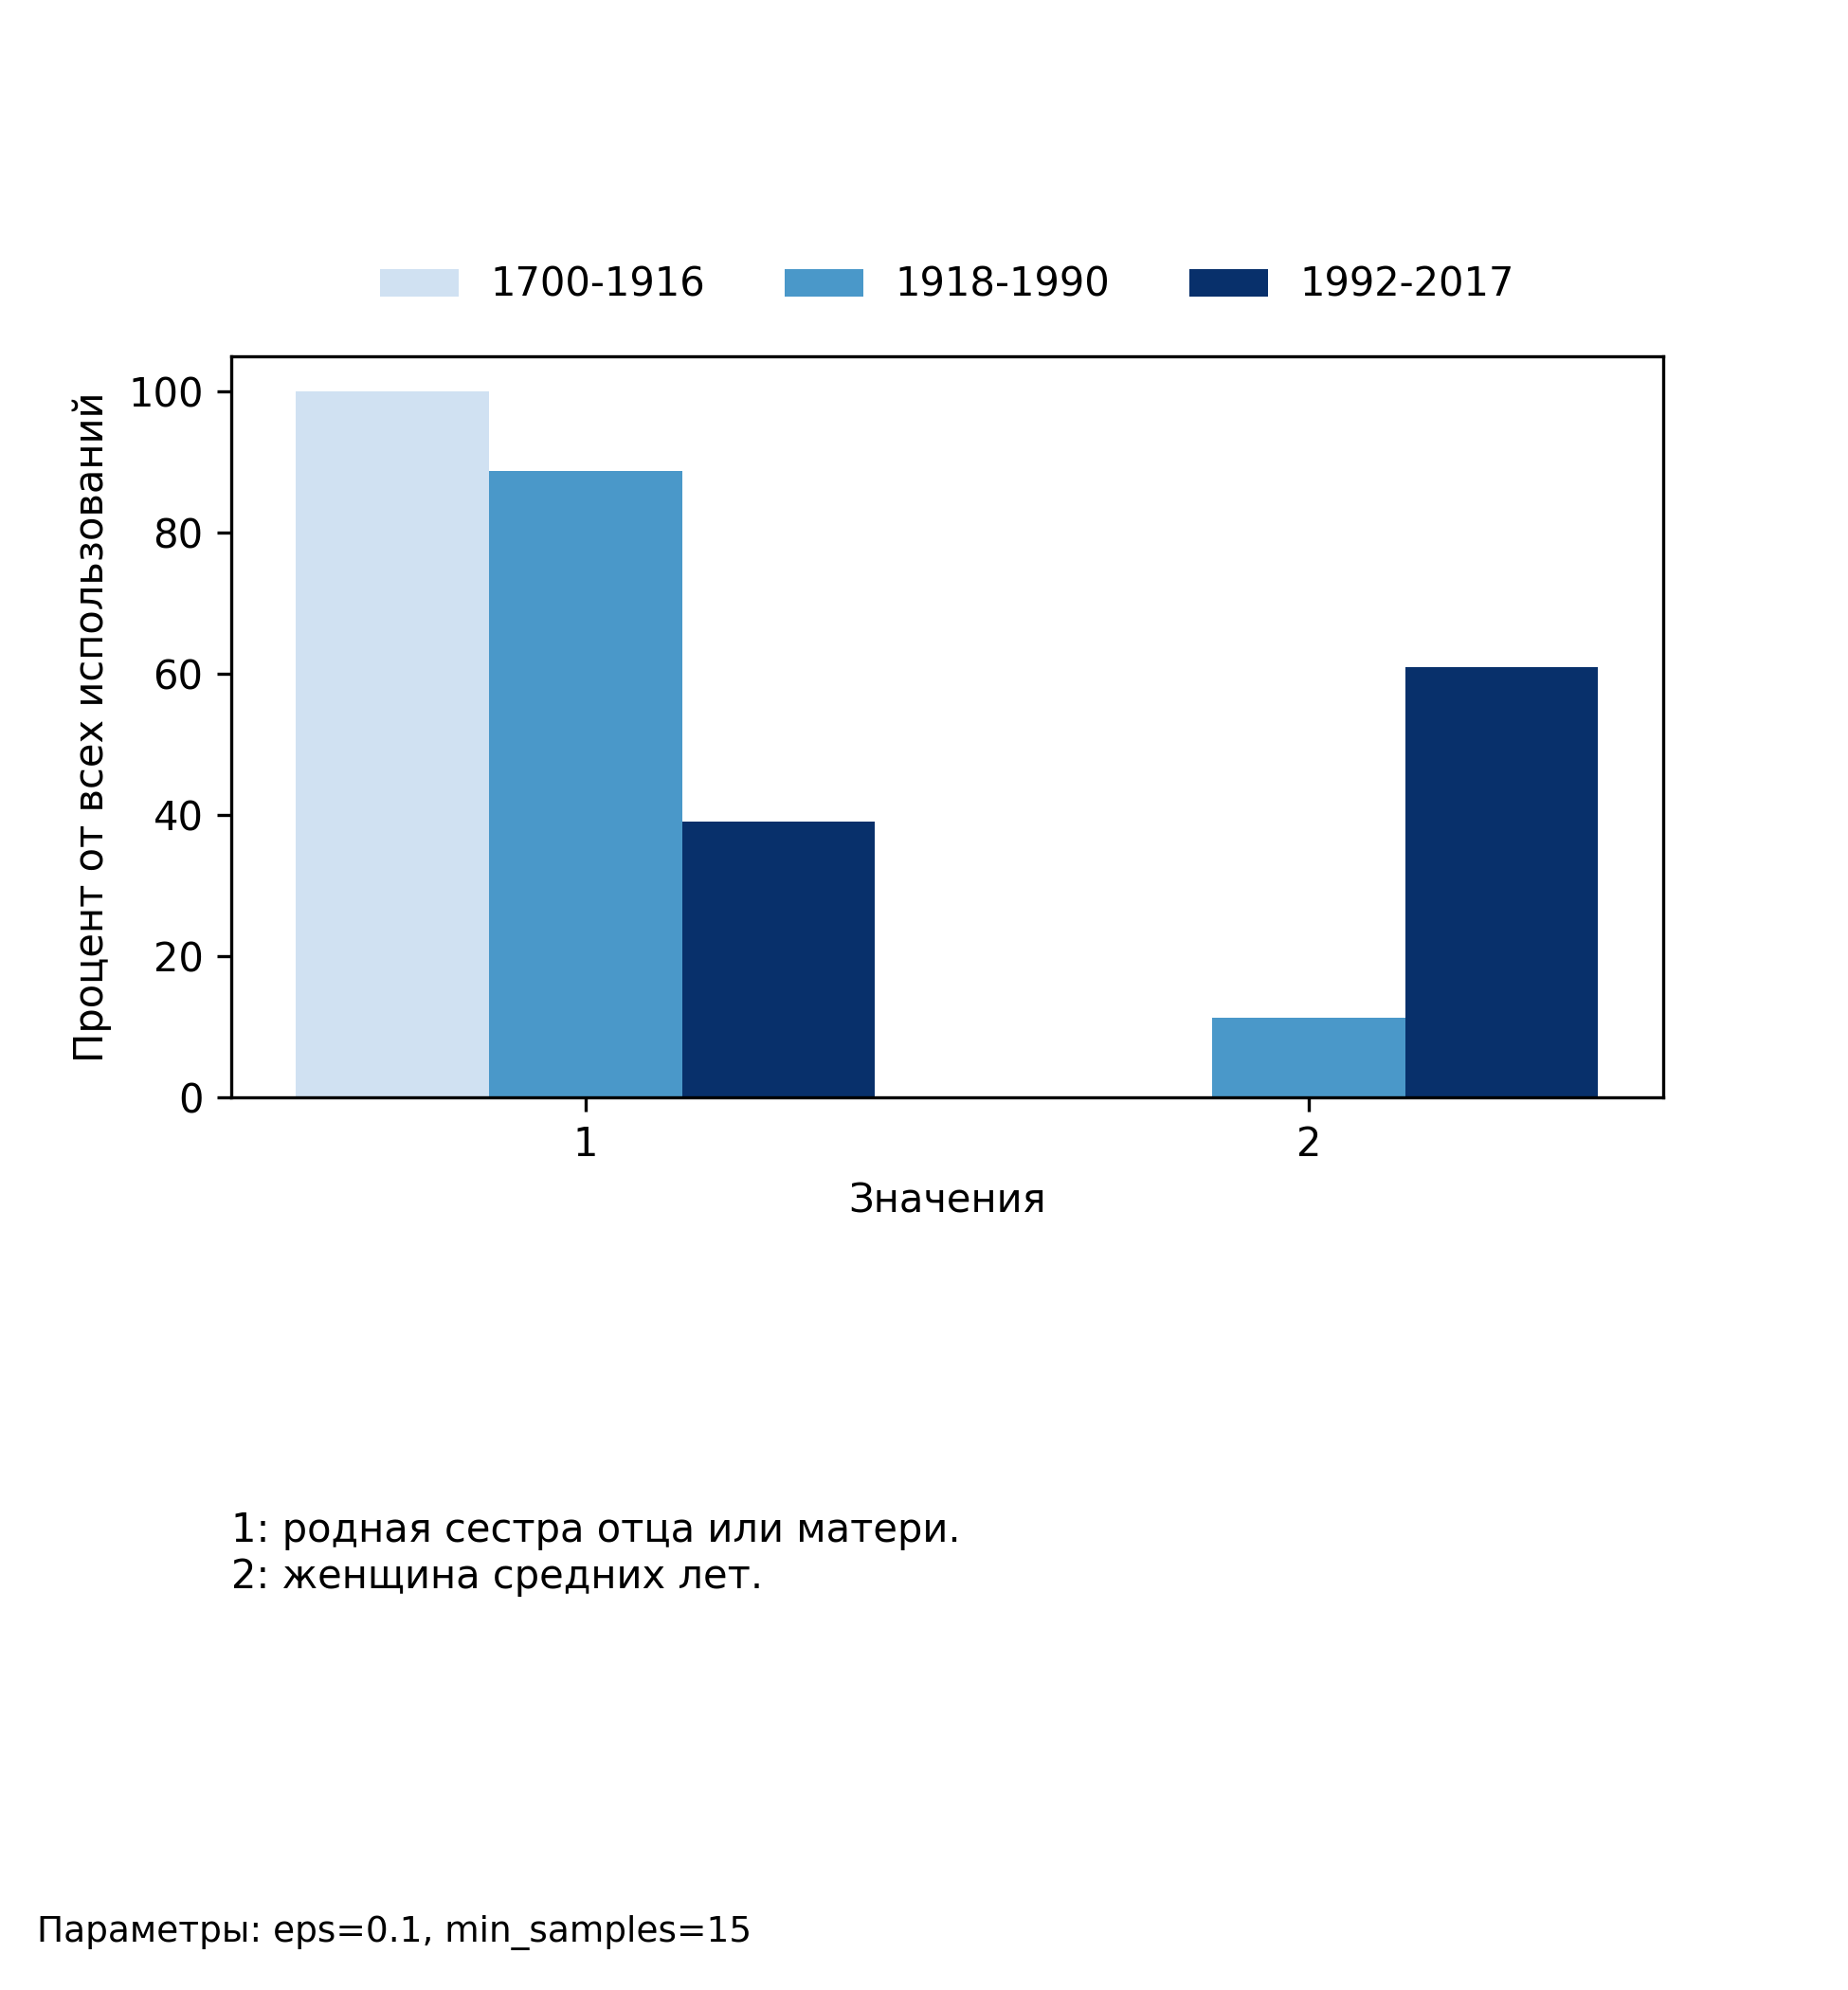 1700-1916 1918-1990 1992-2017
Процент от всех использований
100
80
60
40
20
0
1 2
Значения
1: родная сестра отца или матери.
2: женщина средних лет.
Параметры: eps=0.1, min_samples=15